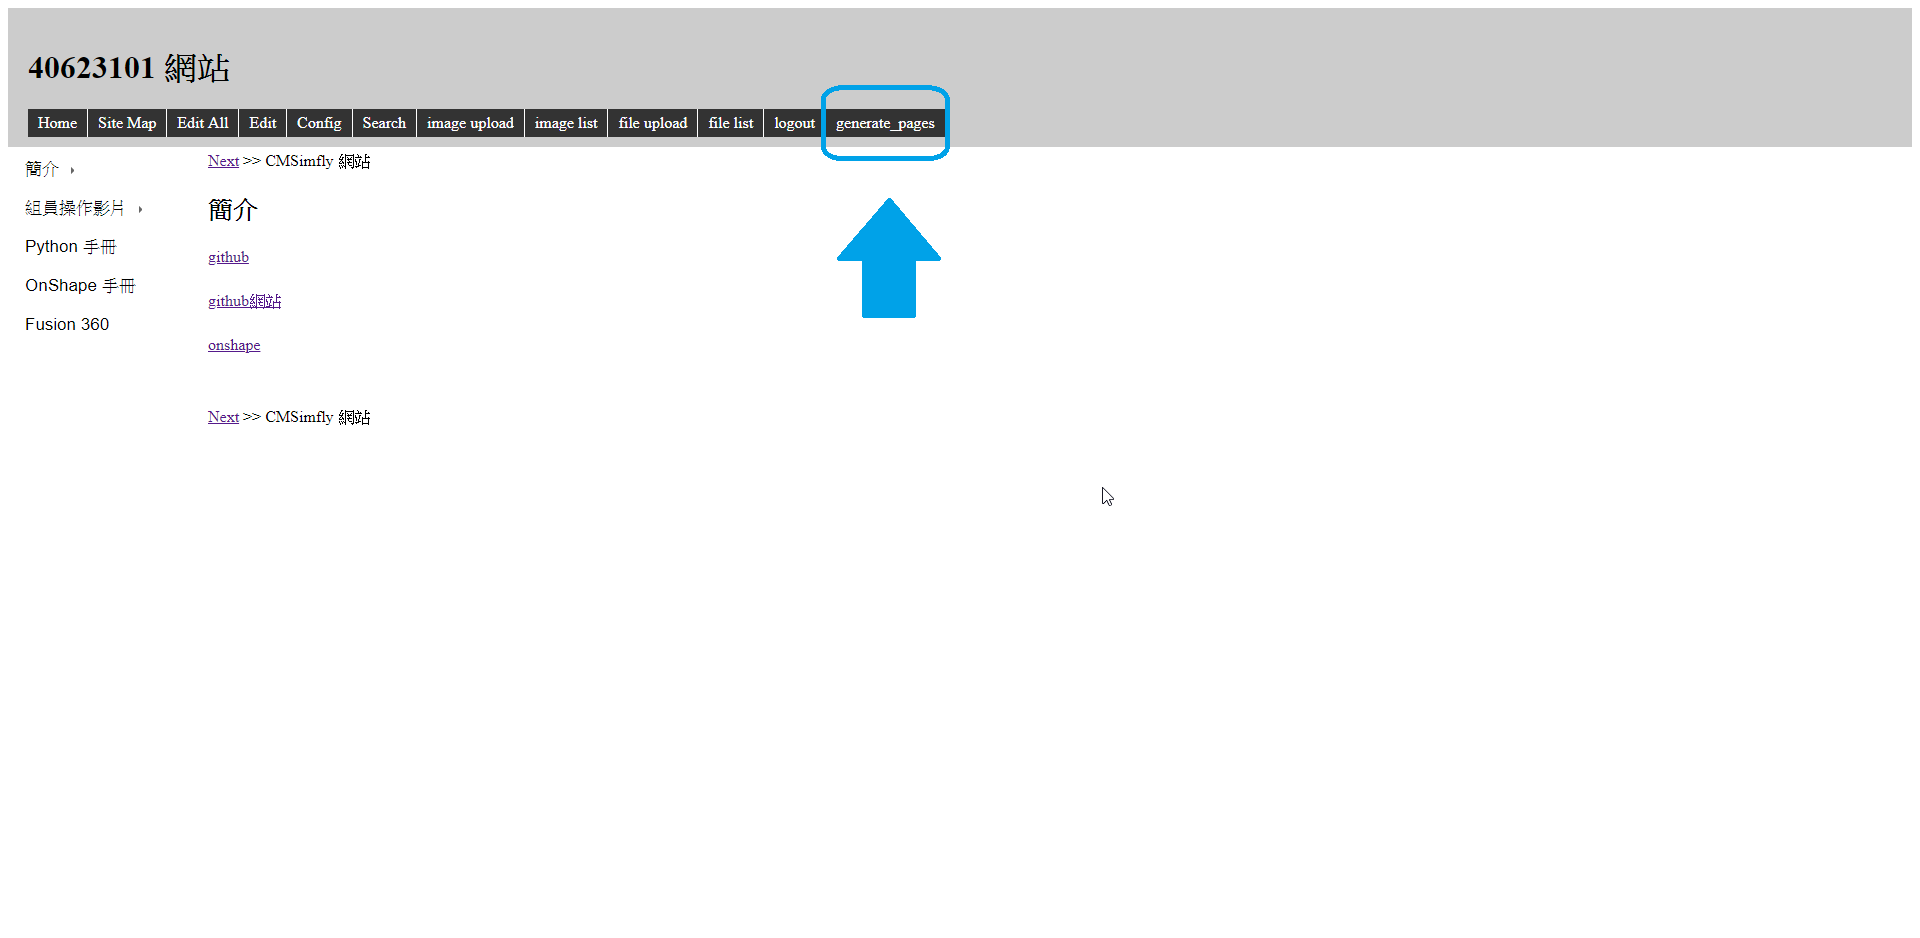 40623101 網站
Home Site Map Edit All Edit Config Search image upload image list file upload file list logout generate_pages
簡介
組員操作影片
Python 手冊
OnShape 手冊
Fusion 360
Next >> CMSimfly 網站
簡介
github
github網站
onshape
Next >> CMSimfly 網站